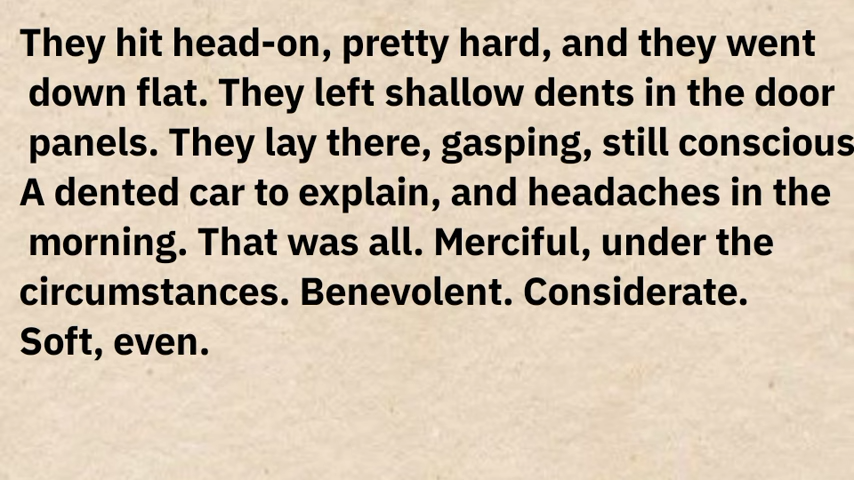 They hit head-on, pretty hard, and they went
down flat. They left shallow dents in the door
panels. They lay there, gasping, still conscious
A dented car to explain, and headaches in the
morning. That was all. Merciful, under the
circumstances. Benevolent. Considerate.
Soft, even.